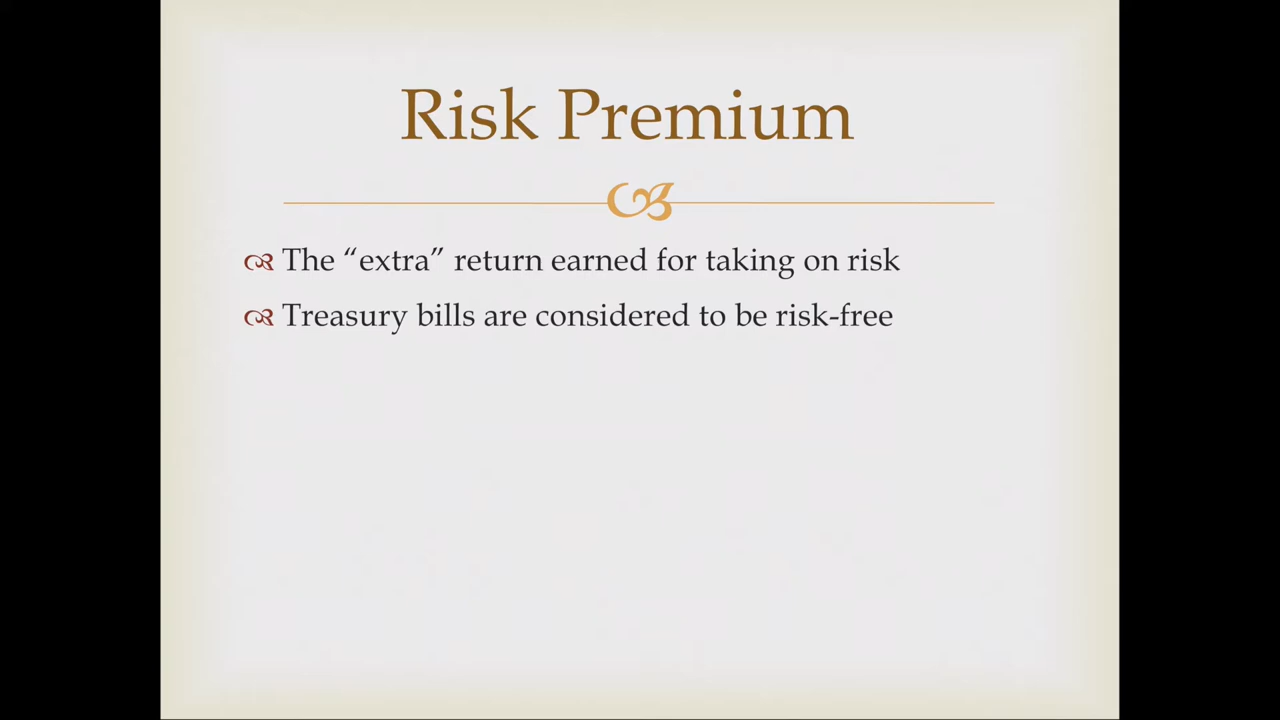 Risk Premium
The “extra” return earned for taking on risk
Treasury bills are considered to be risk-free